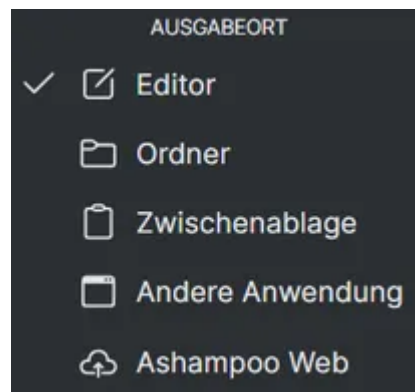 AUSGABEORT
Editor
Ordner
Zwischenablage
Andere Anwendung
Ashampoo Web